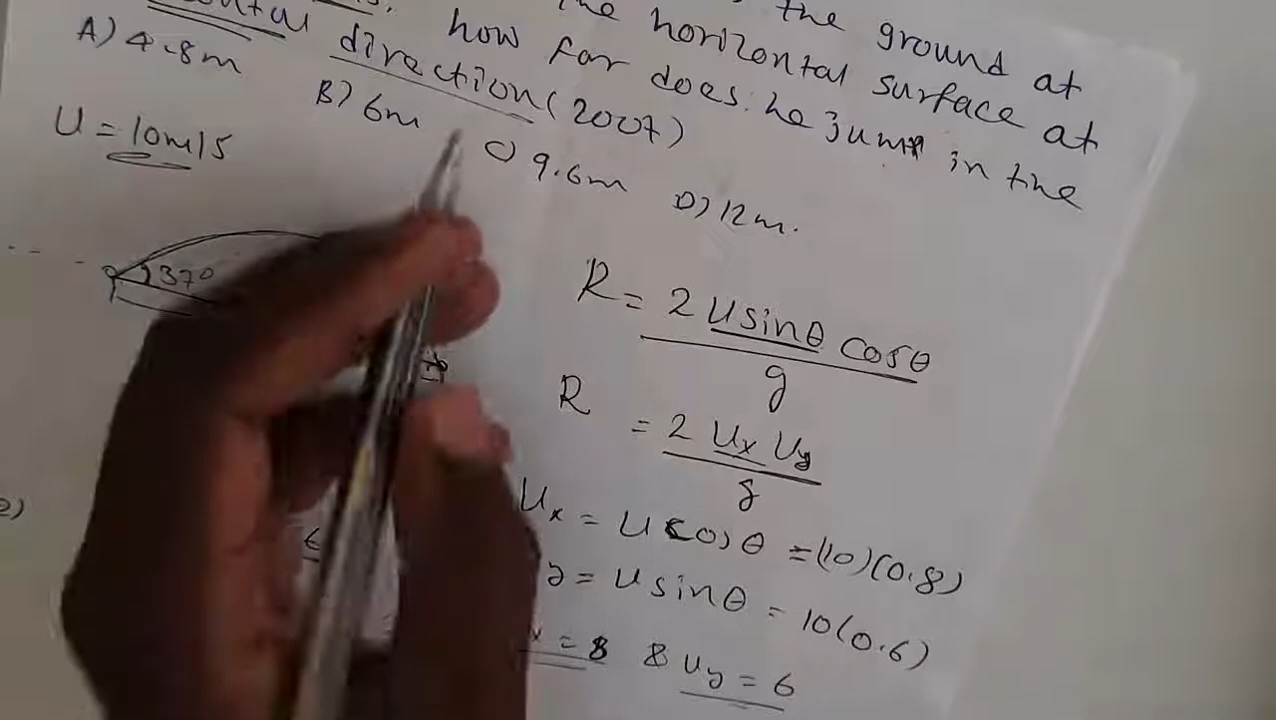 the ground at
the horizontal surface at
direction (2007) how far does he jump in the
A) 4.8m B) 6m C) 9.6m D) 12m.
U = 10m/s
37°
R = 2 u sinθ cosθ
g
R = 2 Ux Uy
g
Ux = U cosθ = (10)(0.8)
y = u sinθ = 10(0.6)
x = 8 & Uy = 6
e)